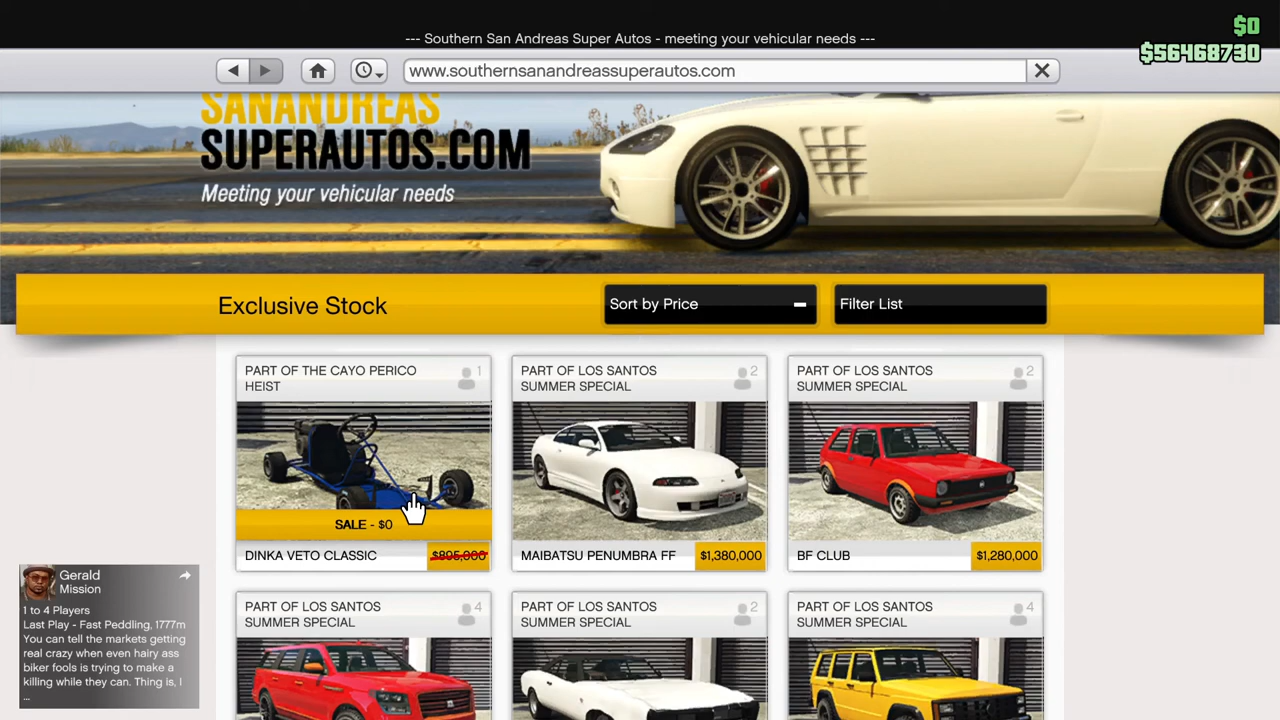 $0
--- Southern San Andreas Super Autos - meeting your vehicular needs ---
$56468730
www.southernsanandreassuperautos.com
SANANDREAS
SUPERAUTOS.COM
Meeting your vehicular needs
Exclusive Stock
Sort by Price
Filter List
PART OF THE CAYO PERICO
HEIST
1
SALE - $0
DINKA VETO CLASSIC
$895,000
PART OF LOS SANTOS
SUMMER SPECIAL
2
MAIBATSU PENUMBRA FF
$1,380,000
PART OF LOS SANTOS
SUMMER SPECIAL
2
BF CLUB
$1,280,000
Gerald
Mission
1 to 4 Players
Last Play - Fast Peddling, 1777m
You can tell the markets getting
real crazy when even hairy ass
biker fools is trying to make a
killing while they can. Thing is, I
...
PART OF LOS SANTOS
SUMMER SPECIAL
4
PART OF LOS SANTOS
SUMMER SPECIAL
2
PART OF LOS SANTOS
SUMMER SPECIAL
4